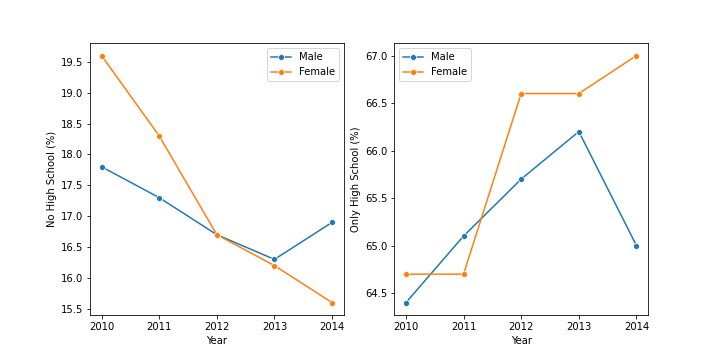 No High School (%)
19.5
19.0
18.5
18.0
17.5
17.0
16.5
16.0
15.5
Male
Female
2010 2011 2012 2013 2014
Year
Only High School (%)
67.0
66.5
66.0
65.5
65.0
64.5
Male
Female
2010 2011 2012 2013 2014
Year